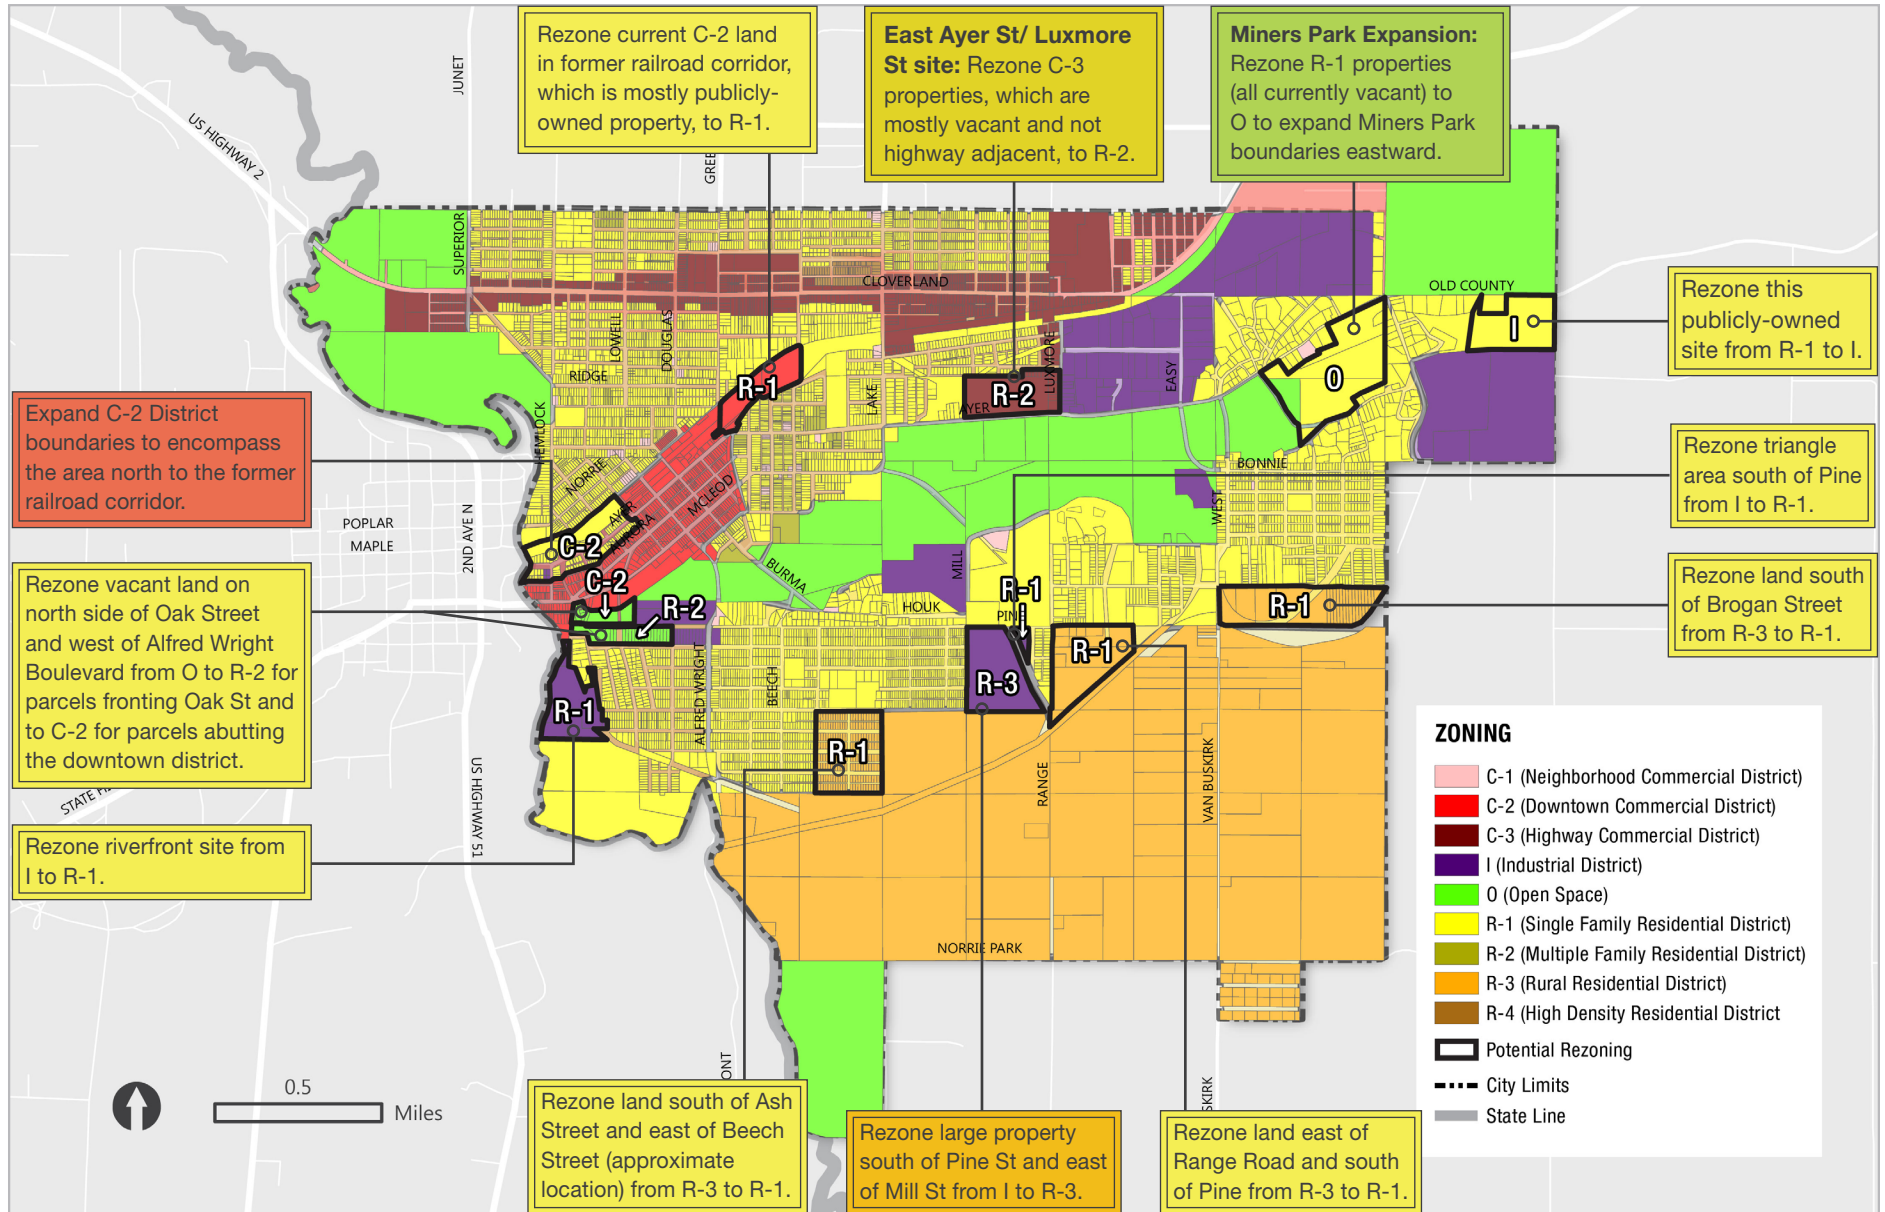 Rezone current C-2 land
in former railroad corridor,
which is mostly publicly-
owned property, to R-1.
East Ayer St/ Luxmore
St site: Rezone C-3
properties, which are
mostly vacant and not
highway adjacent, to R-2.
Miners Park Expansion:
Rezone R-1 properties
(all currently vacant) to
O to expand Miners Park
boundaries eastward.
JUNET
US HIGHWAY 2
GREE
SUPERIOR
CLOVERLAND
OLD COUNTY
Rezone this
publicly-owned
site from R-1 to I.
I
LOWELL
DOUGLAS
RIDGE
R-1
LAKE
AYER
R-2
LUXMORE
EASY
O
Expand C-2 District
boundaries to encompass
the area north to the former
railroad corridor.
HEMLOCK
NORRIE
AYER
AURORA
MCLEOD
BONNIE
WEST
Rezone triangle
area south of Pine
from I to R-1.
POPLAR
MAPLE
2ND AVE N
C-2
C-2
R-2
BURMA
MILL
HOUK
R-1
PINE
R-1
Rezone land south
of Brogan Street
from R-3 to R-1.
Rezone vacant land on
north side of Oak Street
and west of Alfred Wright
Boulevard from O to R-2 for
parcels fronting Oak St and
to C-2 for parcels abutting
the downtown district.
R-1
ALFRED WRIGHT
BEECH
R-1
R-3
R-1
STATE H
US HIGHWAY 51
RANGE
VAN BUSKIRK
Rezone riverfront site from
I to R-1.
NORRIE PARK
ZONING
C-1 (Neighborhood Commercial District)
C-2 (Downtown Commercial District)
C-3 (Highway Commercial District)
I (Industrial District)
O (Open Space)
R-1 (Single Family Residential District)
R-2 (Multiple Family Residential District)
R-3 (Rural Residential District)
R-4 (High Density Residential District
Potential Rezoning
City Limits
State Line
0.5
Miles
ONT
SKIRK
Rezone land south of Ash
Street and east of Beech
Street (approximate
location) from R-3 to R-1.
Rezone large property
south of Pine St and east
of Mill St from I to R-3.
Rezone land east of
Range Road and south
of Pine from R-3 to R-1.